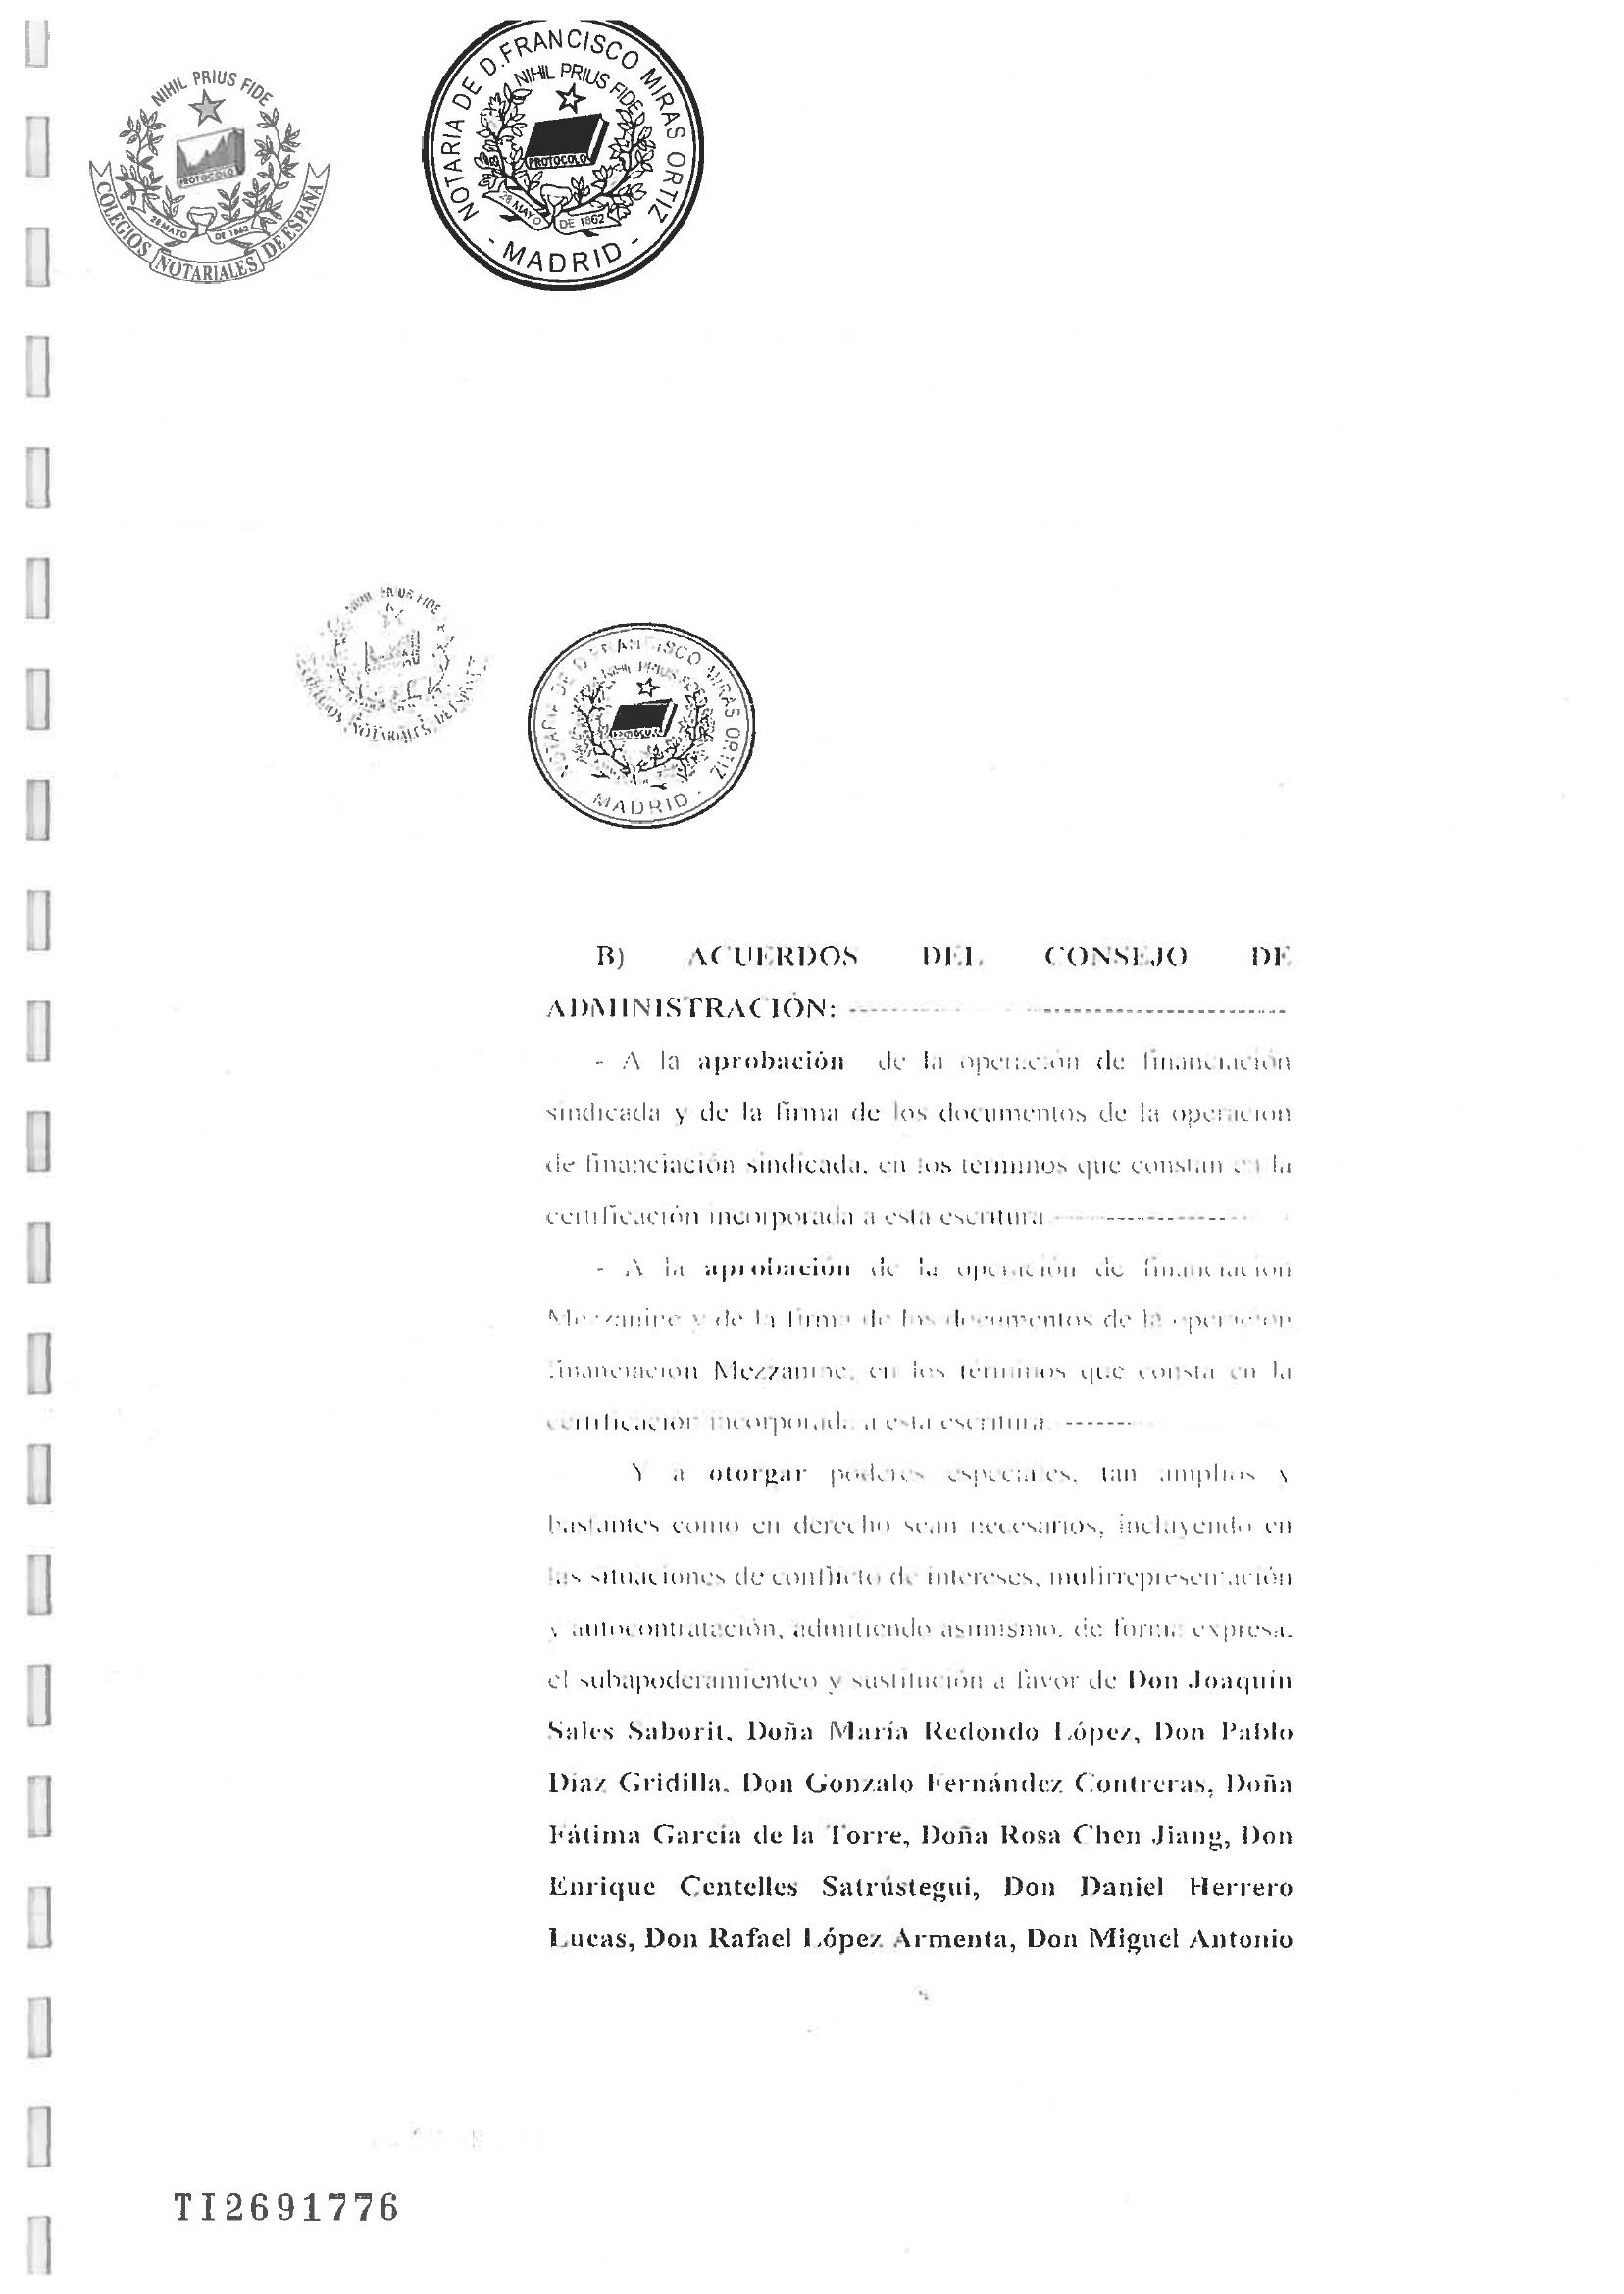 NIHIL PRIUS FIDE
PROTOCOLO
28 MAYO DE 1862
COLEGIOS NOTARIALES DE ESPAÑA
NOTARIA DE D. FRANCISCO MIRAS ORTIZ
NIHIL PRIUS FIDE
PROTOCOLO
28 MAYO DE 1862
- MADRID -
PRIUS FIDE
NOTARIALES
NOTARIA DE D FRANCISCO MIRAS ORTIZ
PRIUS
MADRID -
B) ACUERDOS DEL CONSEJO DE
ADMINISTRACIÓN: ----------
- A la aprobación de la operación de financiación
sindicada y de la firma de los documentos de la operación
de financiación sindicada, en los términos que constan en la
certificación incorporada a esta escritura.----------
- A la aprobación de la operación de financiación
Mezzanine y de la firma de los documentos de la operación
financiación Mezzanine, en los términos que consta en la
certificación incorporada a esta escritura. -------
Y a otorgar poderes especiales, tan amplios y
bastantes como en derecho sean necesarios, incluyendo en
las situaciones de conflicto de intereses, mulirrepresentación
y autocontratación, admitiendo asimismo, de forma expresa,
el subapoderamienteo y sustitución a favor de Don Joaquín
Sales Saborit, Doña María Redondo López, Don Pablo
Díaz Gridilla, Don Gonzalo Fernández Contreras, Doña
Fátima García de la Torre, Doña Rosa Chen Jiang, Don
Enrique Centelles Satrústegui, Don Daniel Herrero
Lucas, Don Rafael López Armenta, Don Miguel Antonio
TI2691776